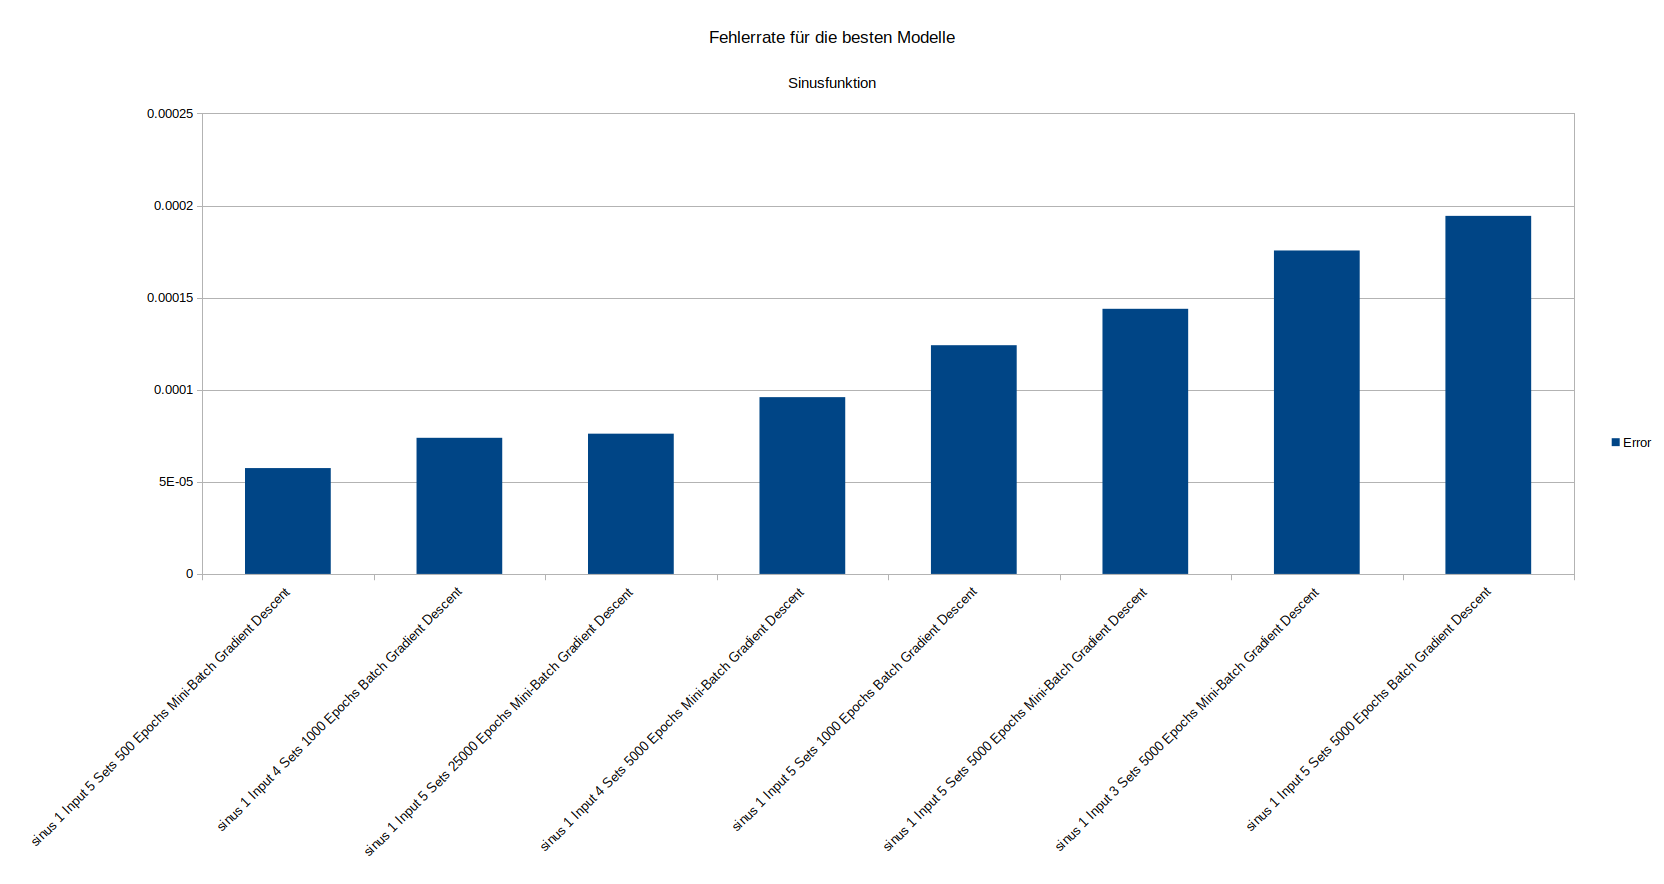 Fehlerrate für die besten Modelle
Sinusfunktion
0.00025
0.0002
0.00015
0.0001
5E-05
0
Error
sinus 1 Input 5 Sets 500 Epochs Mini-Batch Gradient Descent
sinus 1 Input 4 Sets 1000 Epochs Batch Gradient Descent
sinus 1 Input 5 Sets 25000 Epochs Mini-Batch Gradient Descent
sinus 1 Input 4 Sets 5000 Epochs Mini-Batch Gradient Descent
sinus 1 Input 5 Sets 1000 Epochs Batch Gradient Descent
sinus 1 Input 5 Sets 5000 Epochs Mini-Batch Gradient Descent
sinus 1 Input 3 Sets 5000 Epochs Mini-Batch Gradient Descent
sinus 1 Input 5 Sets 5000 Epochs Batch Gradient Descent